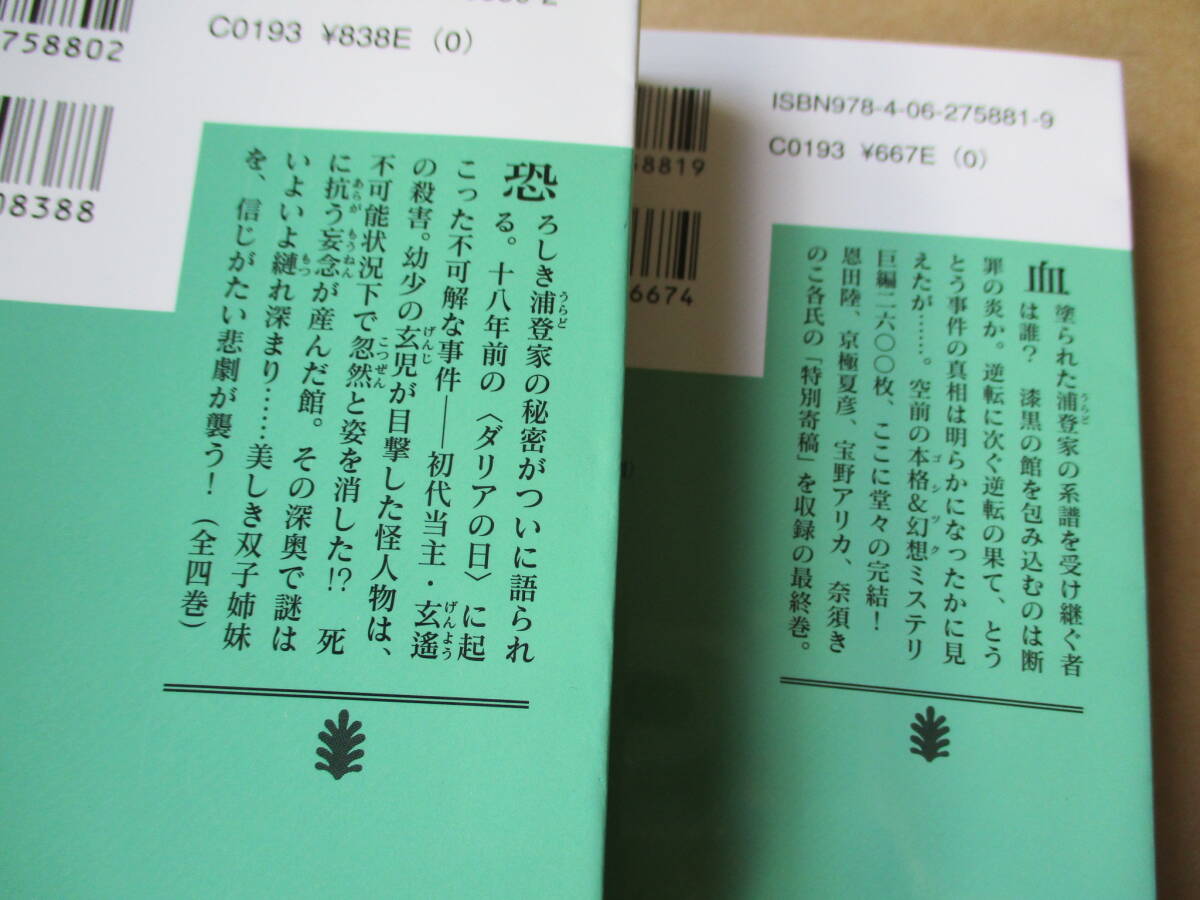 758802
C0193 ¥838E (0)
08388
恐ろしき浦登家の秘密がついに語られ
る。十八年前の〈ダリアの日〉に起
こった不可解な事件――初代当主・玄遙
の殺害。幼少の玄児が目撃した怪人物は、
不可能状況下で忽然と姿を消した!? 死
に抗う妄念が産んだ館。その深奥で謎は
いよいよ縺れ深まり……美しき双子姉妹
を、信じがたい悲劇が襲う！（全四巻）
ISBN978-4-06-275881-9
C0193 ¥667E (0)
58819
6674
血塗られた浦登家の系譜を受け継ぐ者
は誰？ 漆黒の館を包み込むのは断
罪の炎か。逆転に次ぐ逆転の果て、とう
とう事件の真相は明らかになったかに見
えたが……。空前の本格＆幻想ミステリ
巨編二六〇〇枚、ここに堂々の完結！
恩田陸、京極夏彦、宝野アリカ、奈須き
のこ各氏の「特別寄稿」を収録の最終巻。